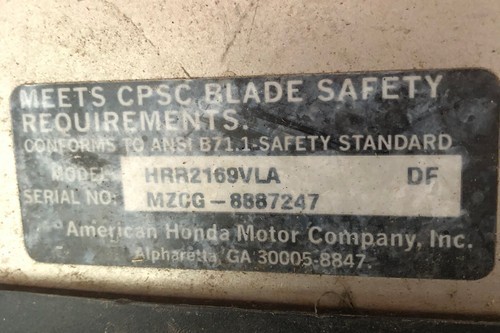 MEETS CPSC BLADE SAFETY
REQUIREMENTS.
CONFORMS TO ANSI B71.1-SAFETY STANDARD
MODEL: HRR2169VLA DF
SERIAL NO: MZCG-8887247
American Honda Motor Company, Inc.
Alpharetta, GA 30005-8847.